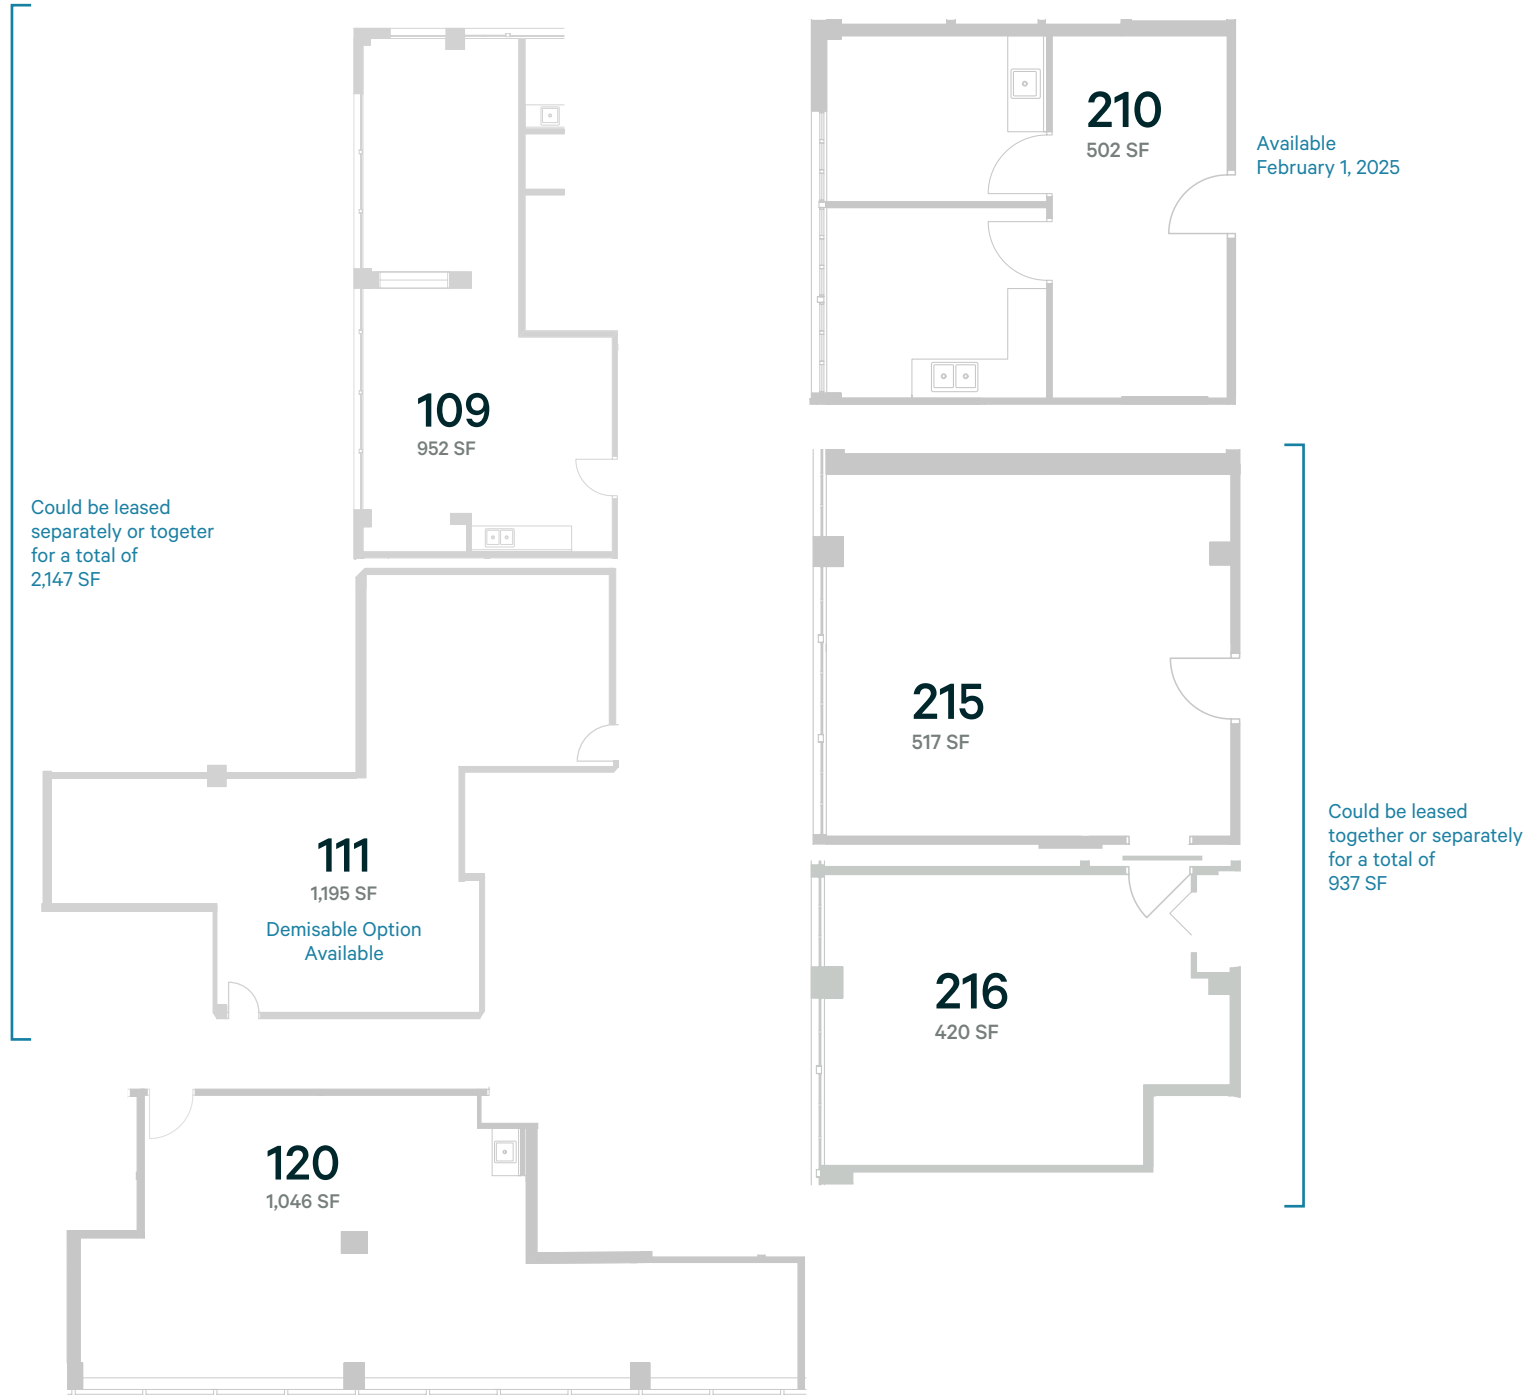 109
952 SF
Could be leased
separately or togeter
for a total of
2,147 SF
111
1,195 SF
Demisable Option
Available
120
1,046 SF
210
502 SF
Available
February 1, 2025
215
517 SF
216
420 SF
Could be leased
together or separately
for a total of
937 SF